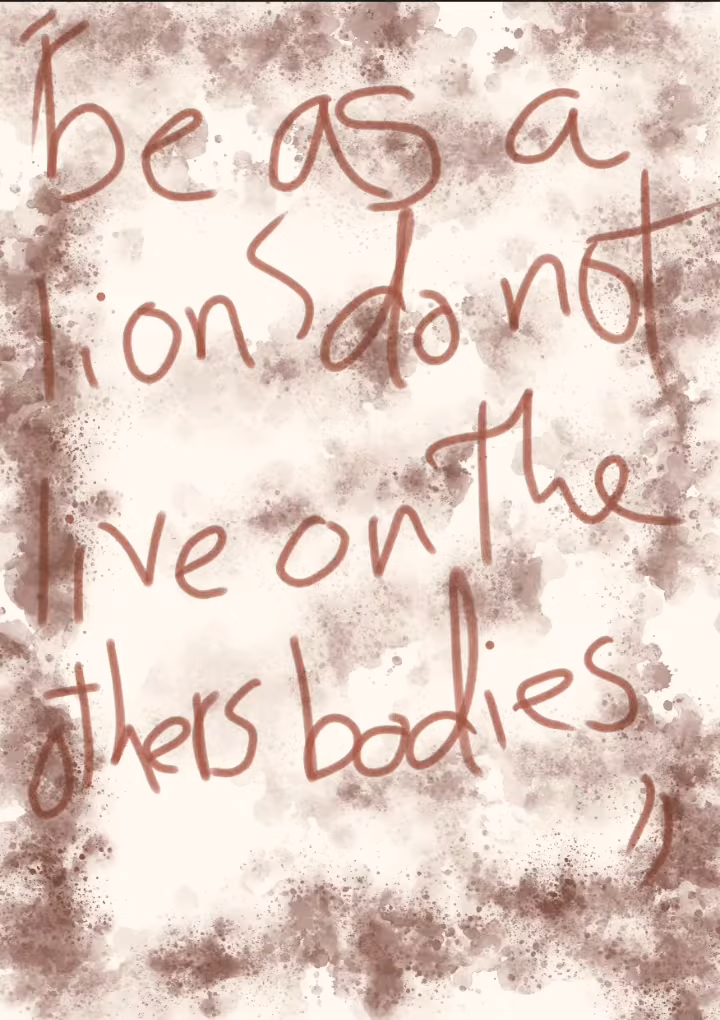 "be as a
lion do not
live on the
others bodies
"